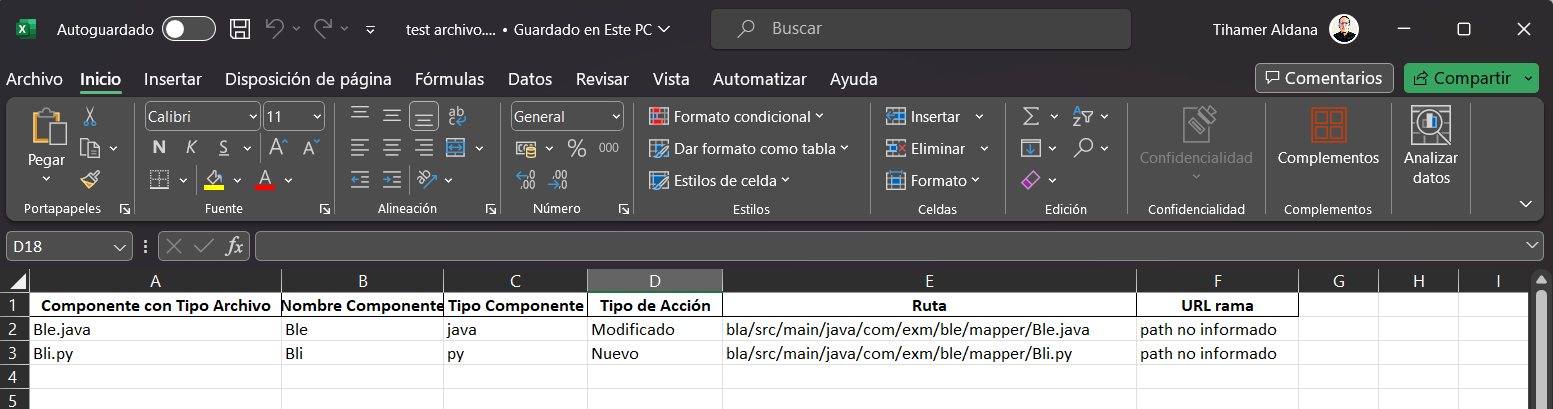 Autoguardado
test archivo.... • Guardado en Este PC
Buscar
Tihamer Aldana
Archivo Inicio Insertar Disposición de página Fórmulas Datos Revisar Vista Automatizar Ayuda
Comentarios
Compartir
Pegar
Portapapeles
Calibri 11
N K S A A
A
Fuente
ab
Alineación
General
% 000
Número
Formato condicional
Dar formato como tabla
Estilos de celda
Estilos
Insertar
Eliminar
Formato
Celdas
Edición
Confidencialidad
Confidencialidad
Complementos
Complementos
Analizar
datos
D18
fx
A B C D E F G H I
1 Componente con Tipo Archivo Nombre Componente Tipo Componente Tipo de Acción Ruta URL rama
2 Ble.java Ble java Modificado bla/src/main/java/com/exm/ble/mapper/Ble.java path no informado
3 Bli.py Bli py Nuevo bla/src/main/java/com/exm/ble/mapper/Bli.py path no informado
4
5